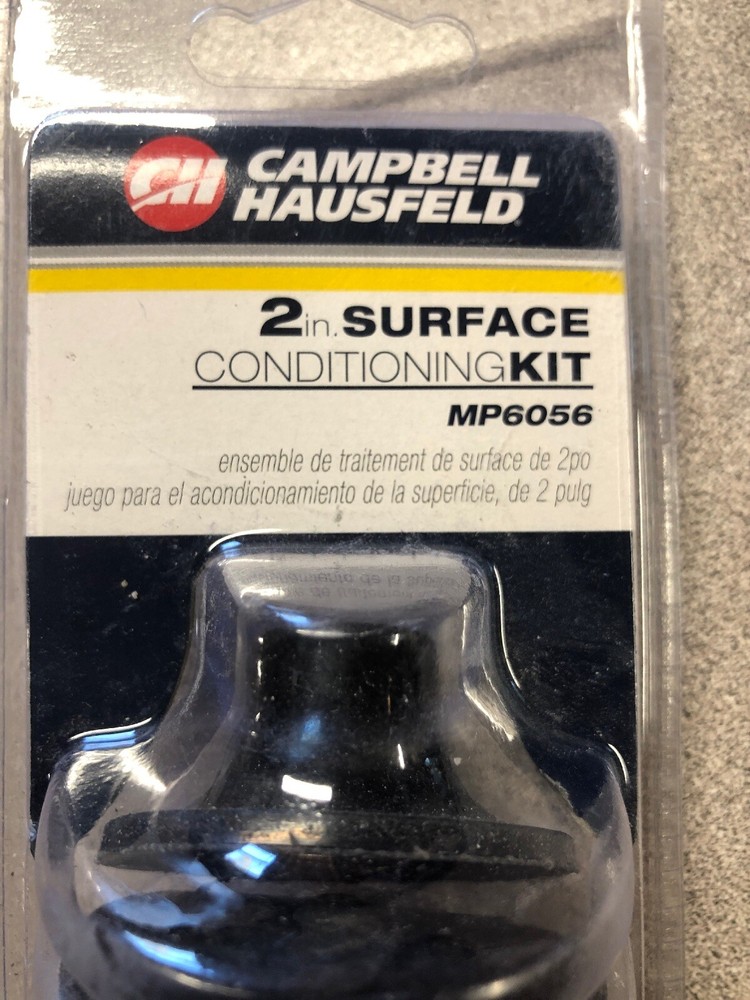 CH CAMPBELL
HAUSFELD
2in. SURFACE
CONDITIONINGKIT
MP6056
ensemble de traitement de surface de 2po
juego para el acondicionamiento de la superficie, de 2 pulg